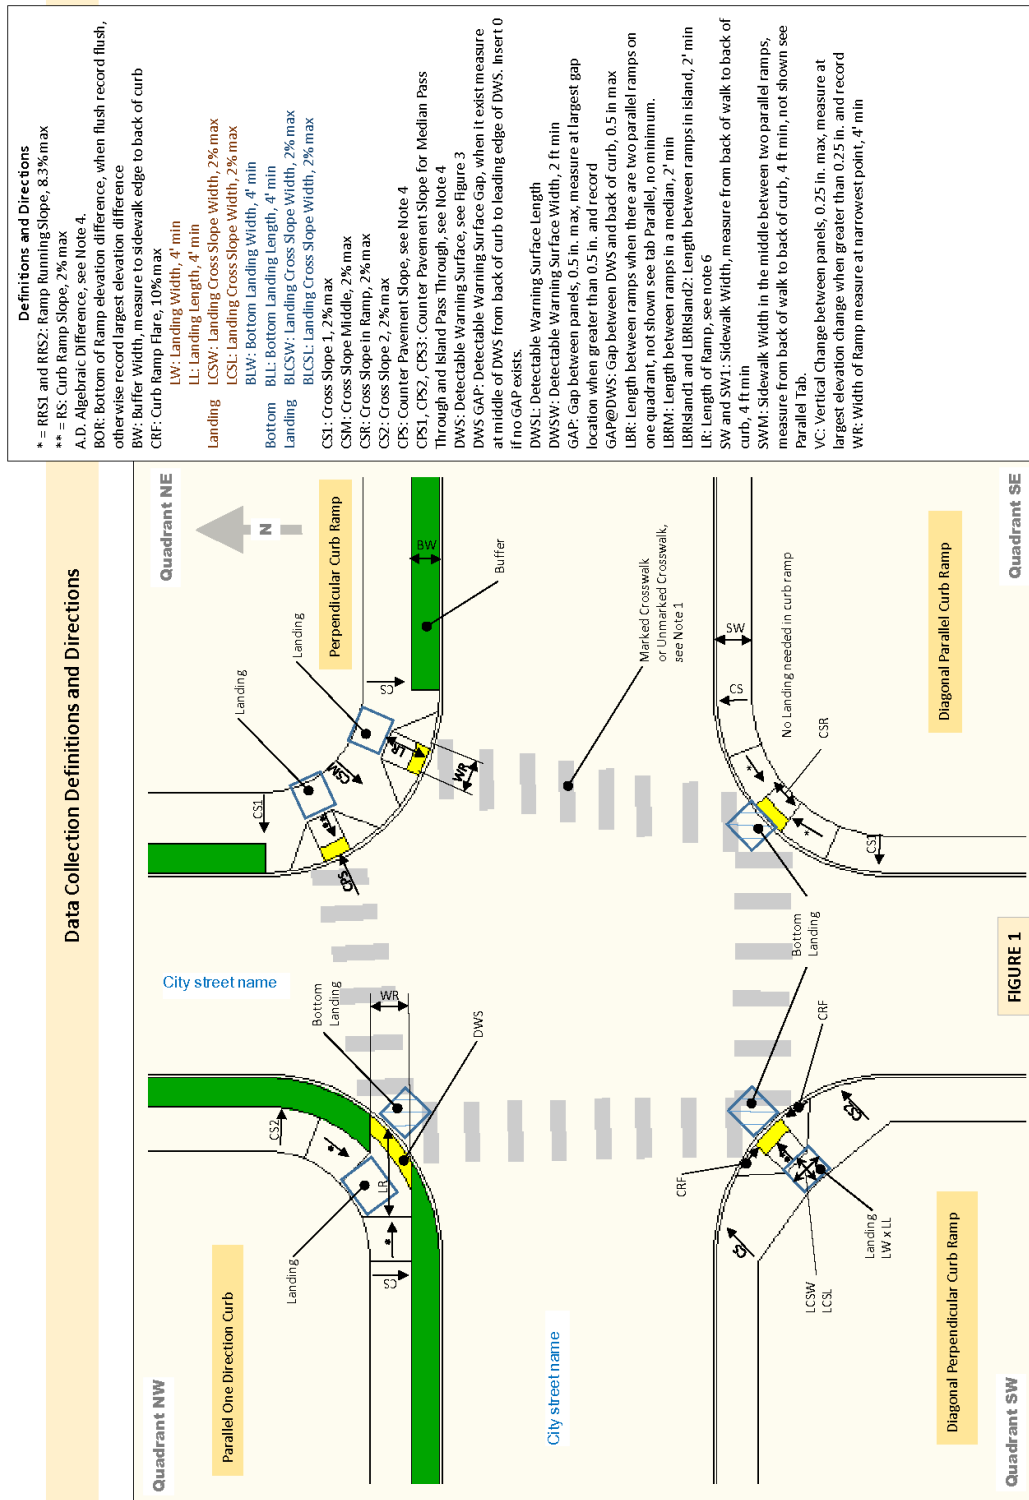 Data Collection Definitions and Directions
Definitions and Directions
* = RRS1 and RRS2: Ramp Running Slope, 8.3% max
** = RS: Curb Ramp Slope, 2% max
A.D. Algebraic Difference, see Note 4.
BOR: Bottom of Ramp elevation difference, when flush record flush,
otherwise record largest elevation difference
BW: Buffer Width, measure to sidewalk edge to back of curb
CRF: Curb Ramp Flare, 10% max
LW: Landing Width, 4' min
LL: Landing Length, 4' min
Landing LCSW: Landing Cross Slope Width, 2% max
LCSL: Landing Cross Slope Width, 2% max
BLW: Bottom Landing Width, 4' min
Bottom BLL: Bottom Landing Length, 4' min
Landing BLCSW: Landing Cross Slope Width, 2% max
BLCSL: Landing Cross Slope Width, 2% max
CS1: Cross Slope 1, 2% max
CSM: Cross Slope Middle, 2% max
CSR: Cross Slope in Ramp, 2% max
CS2: Cross Slope 2, 2% max
CPS: Counter Pavement Slope, see Note 4
CPS1, CPS2, CPS3: Counter Pavement Slope for Median Pass
Through and Island Pass Through, see Note 4
DWS: Detectable Warning Surface, see Figure 3
DWS GAP: Detectable Warning Surface Gap, when it exist measure
at middle of DWS from back of curb to leading edge of DWS. Insert 0
if no GAP exists.
DWSL: Detectable Warning Surface Length
DWSW: Detectable Warning Surface Width, 2 ft min
GAP: Gap between panels, 0.5 in. max, measure at largest gap
location when greater than 0.5 in. and record
GAP@DWS: Gap between DWS and back of curb, 0.5 in max
LBR: Length between ramps when there are two parallel ramps on
one quadrant, not shown see tab Parallel, no minimum.
LBRM: Length between ramps in a median, 2' min
LBRIsland1 and LBRIsland2: Length between ramps in island, 2' min
LR: Length of Ramp, see note 6
SW and SW1: Sidewalk Width, measure from back of walk to back of
curb, 4 ft min
SWM: Sidewalk Width in the middle between two parallel ramps,
measure from back of walk to back of curb, 4 ft min, not shown see
Parallel Tab.
VC: Vertical Change between panels, 0.25 in. max, measure at
largest elevation change when greater than 0.25 in. and record
WR: Width of Ramp measure at narrowest point, 4' min
Quadrant NW
Parallel One Direction Curb
Landing
CS2
*
LR
*
CS
WR
Bottom
Landing
DWS
City street name
City street name
Quadrant NE
N
Perpendicular Curb Ramp
Landing
Landing
CS1
CSM
**
CPS
LR
WR
CS
BW
Buffer
Marked Crosswalk
or Unmarked Crosswalk,
see Note 1
Quadrant SW
Diagonal Perpendicular Curb Ramp
CRF
CRF
**
CS
CS
LCSW
LCSL
Landing
LW x LL
Bottom
Landing
Quadrant SE
Diagonal Parallel Curb Ramp
SW
CS
No Landing needed in curb ramp
CSR
*
*
CS1
FIGURE 1